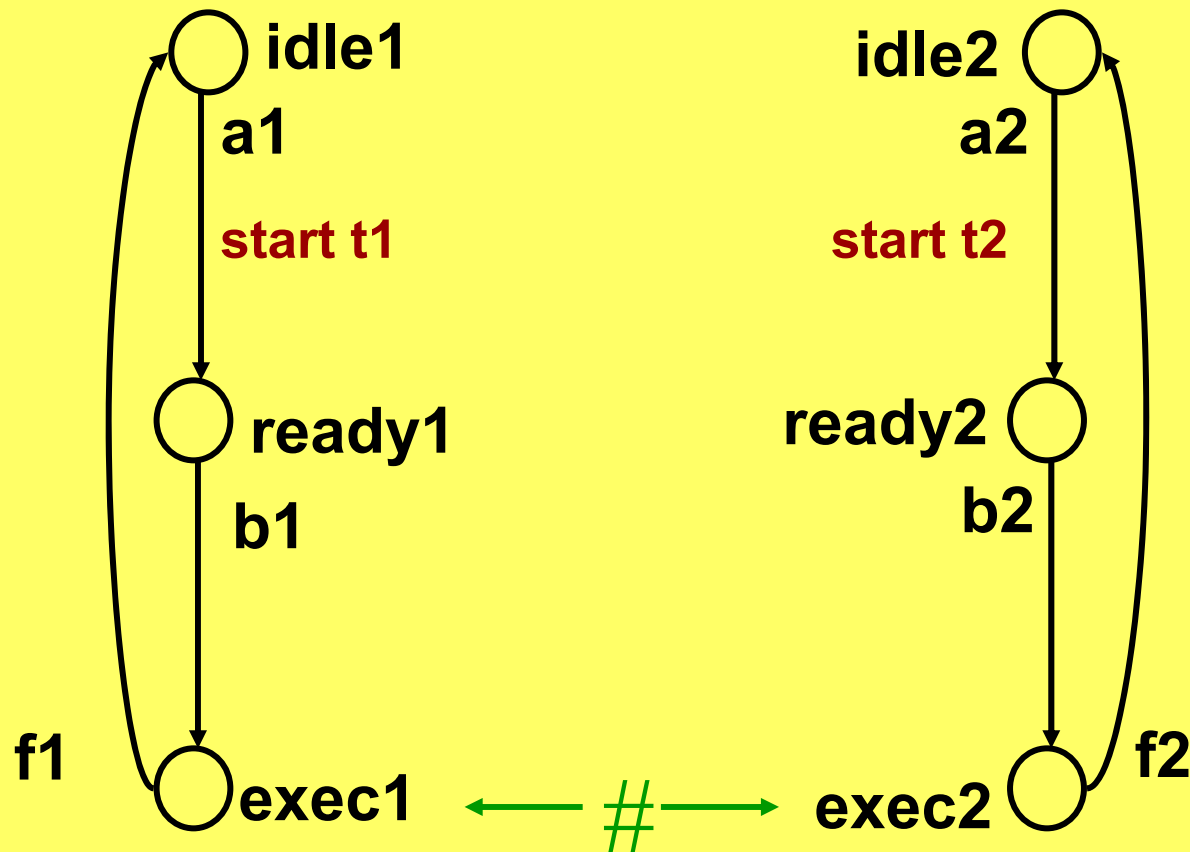 idle1 idle2
a1 a2
start t1 start t2
ready1 ready2
b1 b2
f1 f2
exec1 # exec2